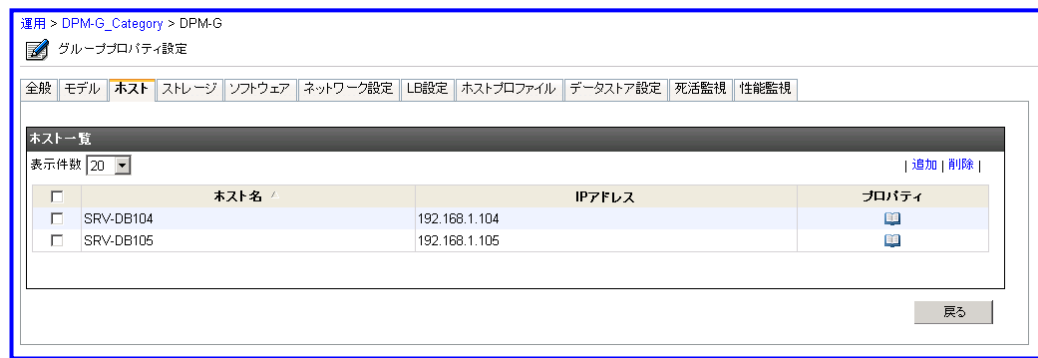 運用 > DPM-G_Category > DPM-G
グループプロパティ設定
全般 モデル ホスト ストレージ ソフトウェア ネットワーク設定 LB設定 ホストプロファイル データストア設定 死活監視 性能監視
ホスト一覧
表示件数 20 | 追加 | 削除 |
ホスト名 IPアドレス プロパティ
SRV-DB104 192.168.1.104
SRV-DB105 192.168.1.105
戻る